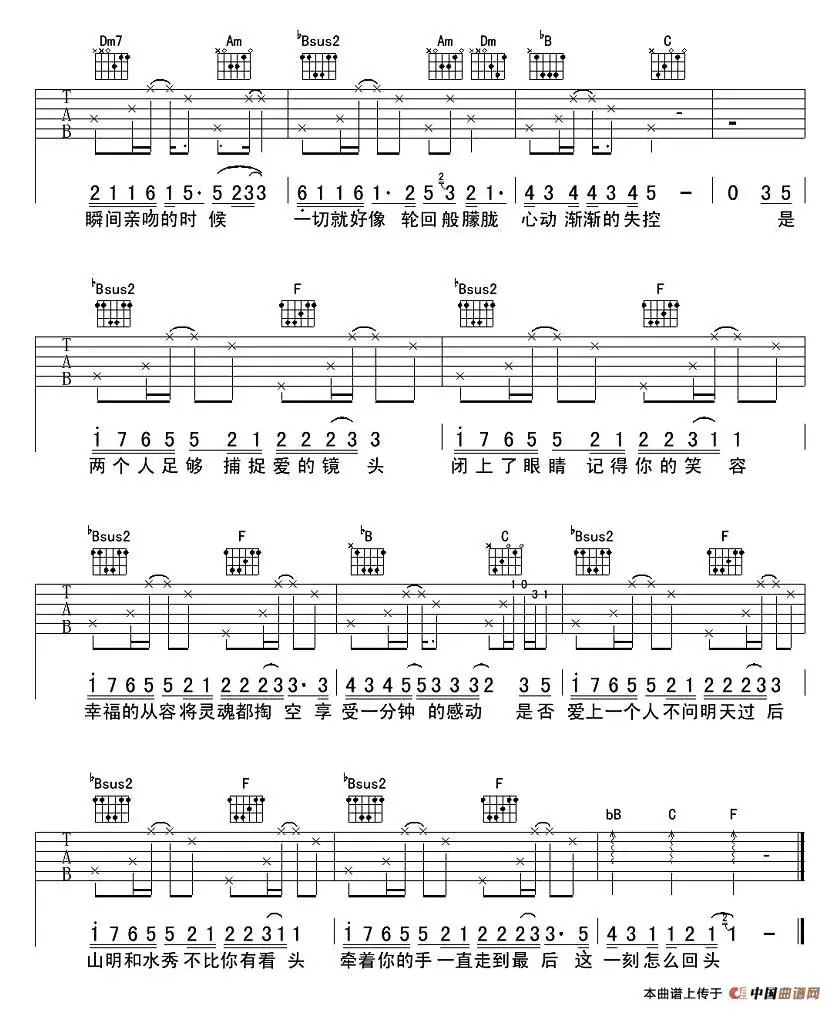 Dm7 Am ♭Bsus2 Am Dm ♭B C
T
A
B
2 1 1 6 1 5· 5 2 3 3 | 6 1 1 6 1· 2 5 2 3 2 1· | 4 3 4 4 3 4 5 － | 0 3 5 |
瞬间亲吻的时 候 一切就好像 轮回般朦胧 心动 渐渐的失控 是
♭Bsus2 F ♭Bsus2 F
T
A
B
i 7 6 5 5 2 1 2 2 2 3 3 | i 7 6 5 5 2 1 2 2 3 1 1 |
两个人足够 捕捉爱的镜 头 闭上了眼睛 记得你的笑 容
♭Bsus2 F ♭B C ♭Bsus2 F
1 0 3 1
T
A
B
i 7 6 5 5 2 1 2 2 2 3 3· 3 | 4 3 4 5 5 3 3 3 2 3 5 | i 7 6 5 5 2 1 2 2 2 3 3 |
幸福的从容将灵魂都掏 空享 受一分钟 的感动 是否 爱上一个人不问明天过后
♭Bsus2 F ♭Bsus2 F bB C F
T
A
B
i 7 6 5 5 2 1 2 2 3 1 1 | i 7 6 5 5 2 1 2 2 2 3 3· 5 | 4 3 1 1 1 2 1 2 1 －
山明和水秀不比你有看 头 牵着你的手一直走到最 后 这 一刻怎么回头
本曲谱上传于 中国曲谱网